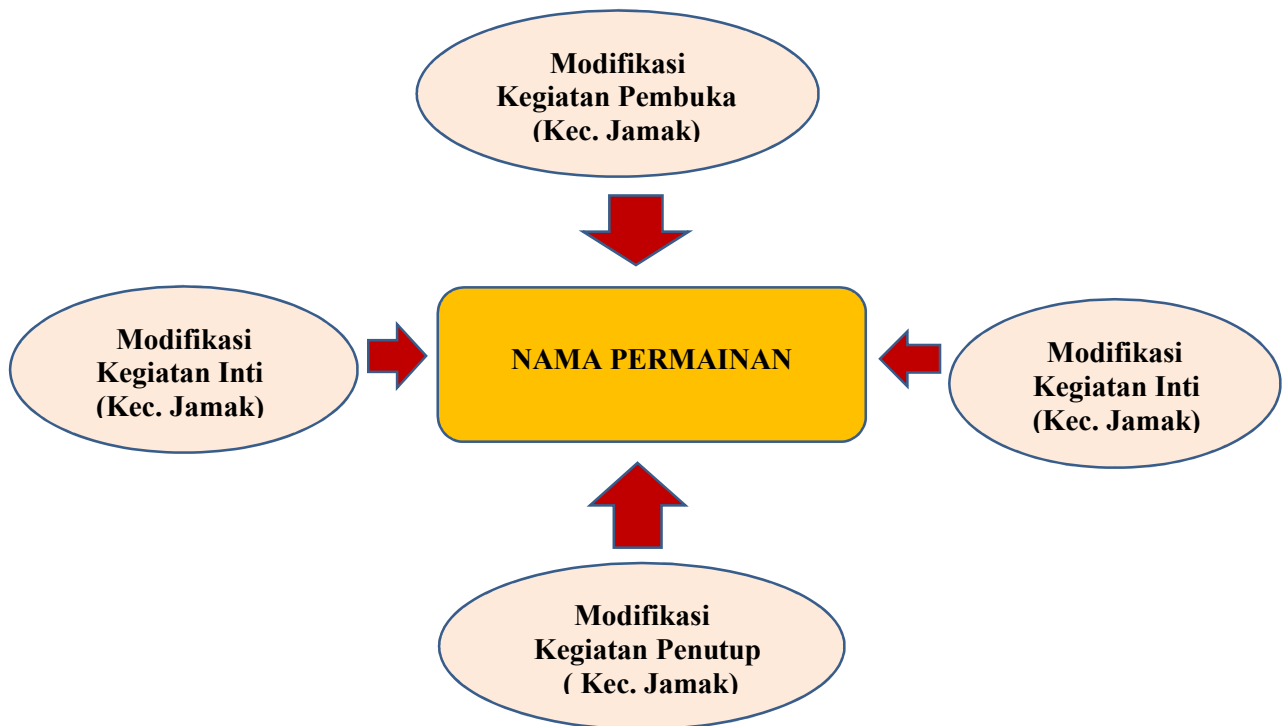 Modifikasi
Kegiatan Pembuka
(Kec. Jamak)
Modifikasi
Kegiatan Inti
(Kec. Jamak)
NAMA PERMAINAN
Modifikasi
Kegiatan Inti
(Kec. Jamak)
Modifikasi
Kegiatan Penutup
( Kec. Jamak)